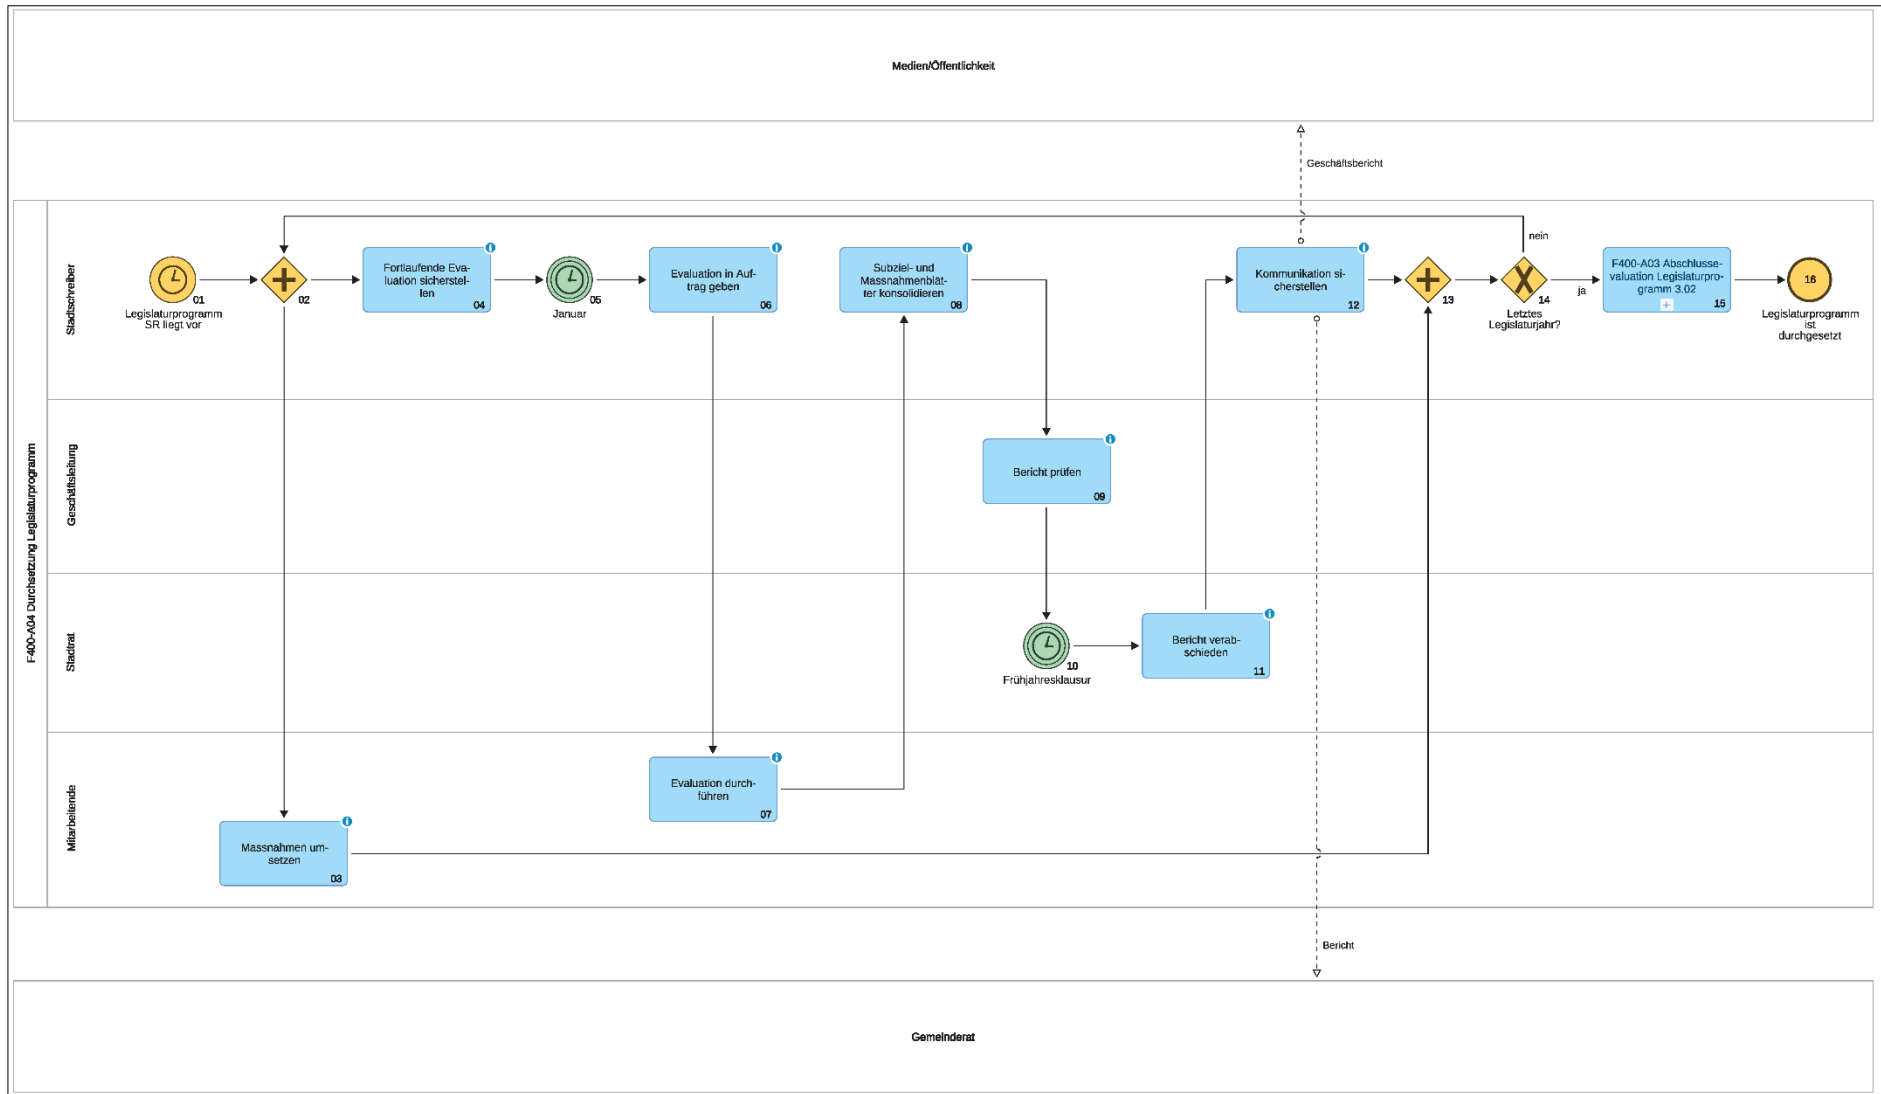 Medien/Öffentlichkeit
Geschäftsbericht
F400-A04 Durchsetzung Legislaturprogramm
Stadtschreiber
01
Legislaturprogramm
SR liegt vor
02
Fortlaufende Eva-
luation sicherstel-
len
04
05
Januar
Evaluation in Auf-
trag geben
06
Subziel- und
Massnahmenblät-
ter konsolidieren
08
Kommunikation si-
cherstellen
12
13
nein
14
Letztes
Legislaturjahr?
ja
F400-A03 Abschlusse-
valuation Legislaturpro-
gramm 3.02
15
16
Legislaturprogramm
ist
durchgesetzt
Geschäftsleitung
Bericht prüfen
09
Stadtrat
10
Frühjahresklausur
Bericht verab-
schieden
11
Mitarbeitende
Evaluation durch-
führen
07
Massnahmen um-
setzen
03
Bericht
Gemeinderat